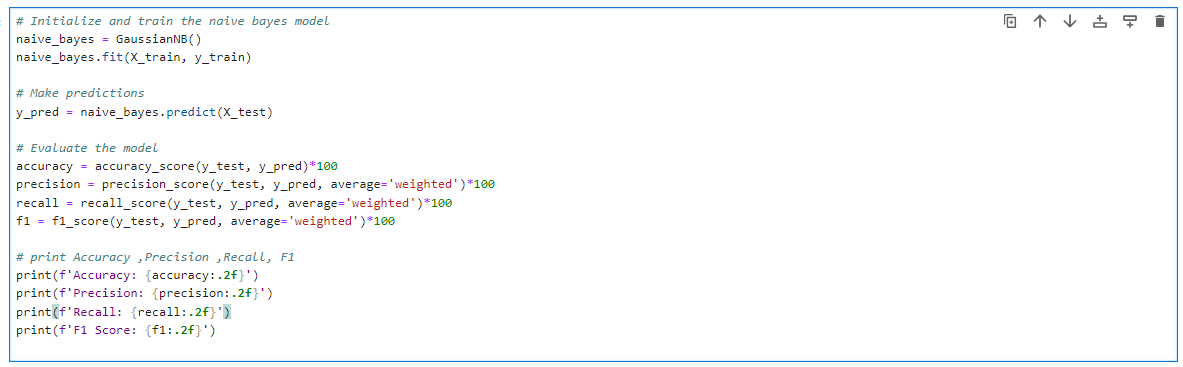 # Initialize and train the naive bayes model
naive_bayes = GaussianNB()
naive_bayes.fit(X_train, y_train)
# Make predictions
y_pred = naive_bayes.predict(X_test)
# Evaluate the model
accuracy = accuracy_score(y_test, y_pred)*100
precision = precision_score(y_test, y_pred, average='weighted')*100
recall = recall_score(y_test, y_pred, average='weighted')*100
f1 = f1_score(y_test, y_pred, average='weighted')*100
# print Accuracy ,Precision ,Recall, F1
print(f'Accuracy: {accuracy:.2f}')
print(f'Precision: {precision:.2f}')
print(f'Recall: {recall:.2f}')
print(f'F1 Score: {f1:.2f}')